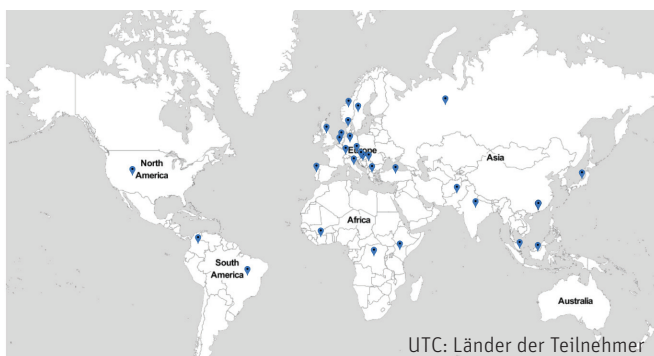 North
America
South
America
Europe
Africa
Asia
Australia
UTC: Länder der Teilnehmer